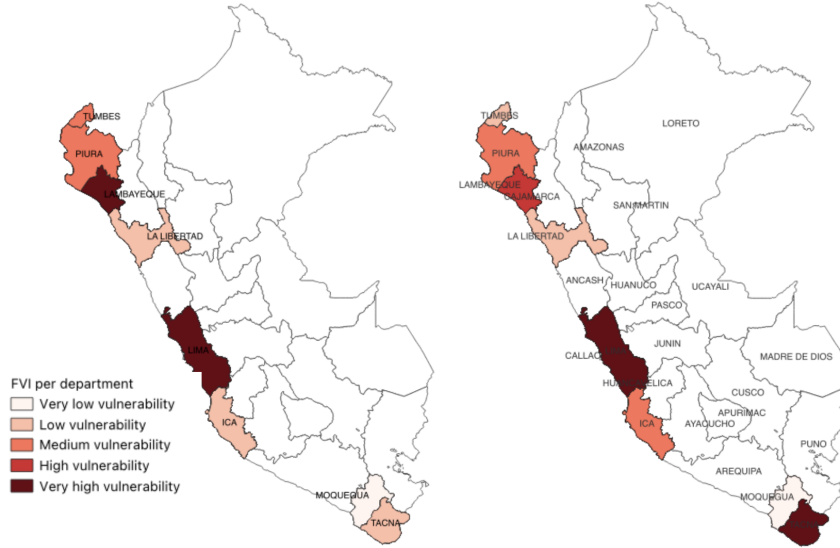 TUMBES
PIURA
LAMBAYEQUE
LA LIBERTAD
LIMA
FVI per department
Very low vulnerability
Low vulnerability
Medium vulnerability
High vulnerability
Very high vulnerability
ICA
MOQUEGUA
TACNA
LORETO
TUMBES
AMAZONAS
PIURA
LAMBAYEQUE
CAJAMARCA
SAN MARTIN
LA LIBERTAD
ANCASH
HUANUCO
UCAYALI
PASCO
JUNIN
MADRE DE DIOS
CUSCO
APURIMAC
ICA
AYACUCHO
PUNO
AREQUIPA
MOQUEGUA